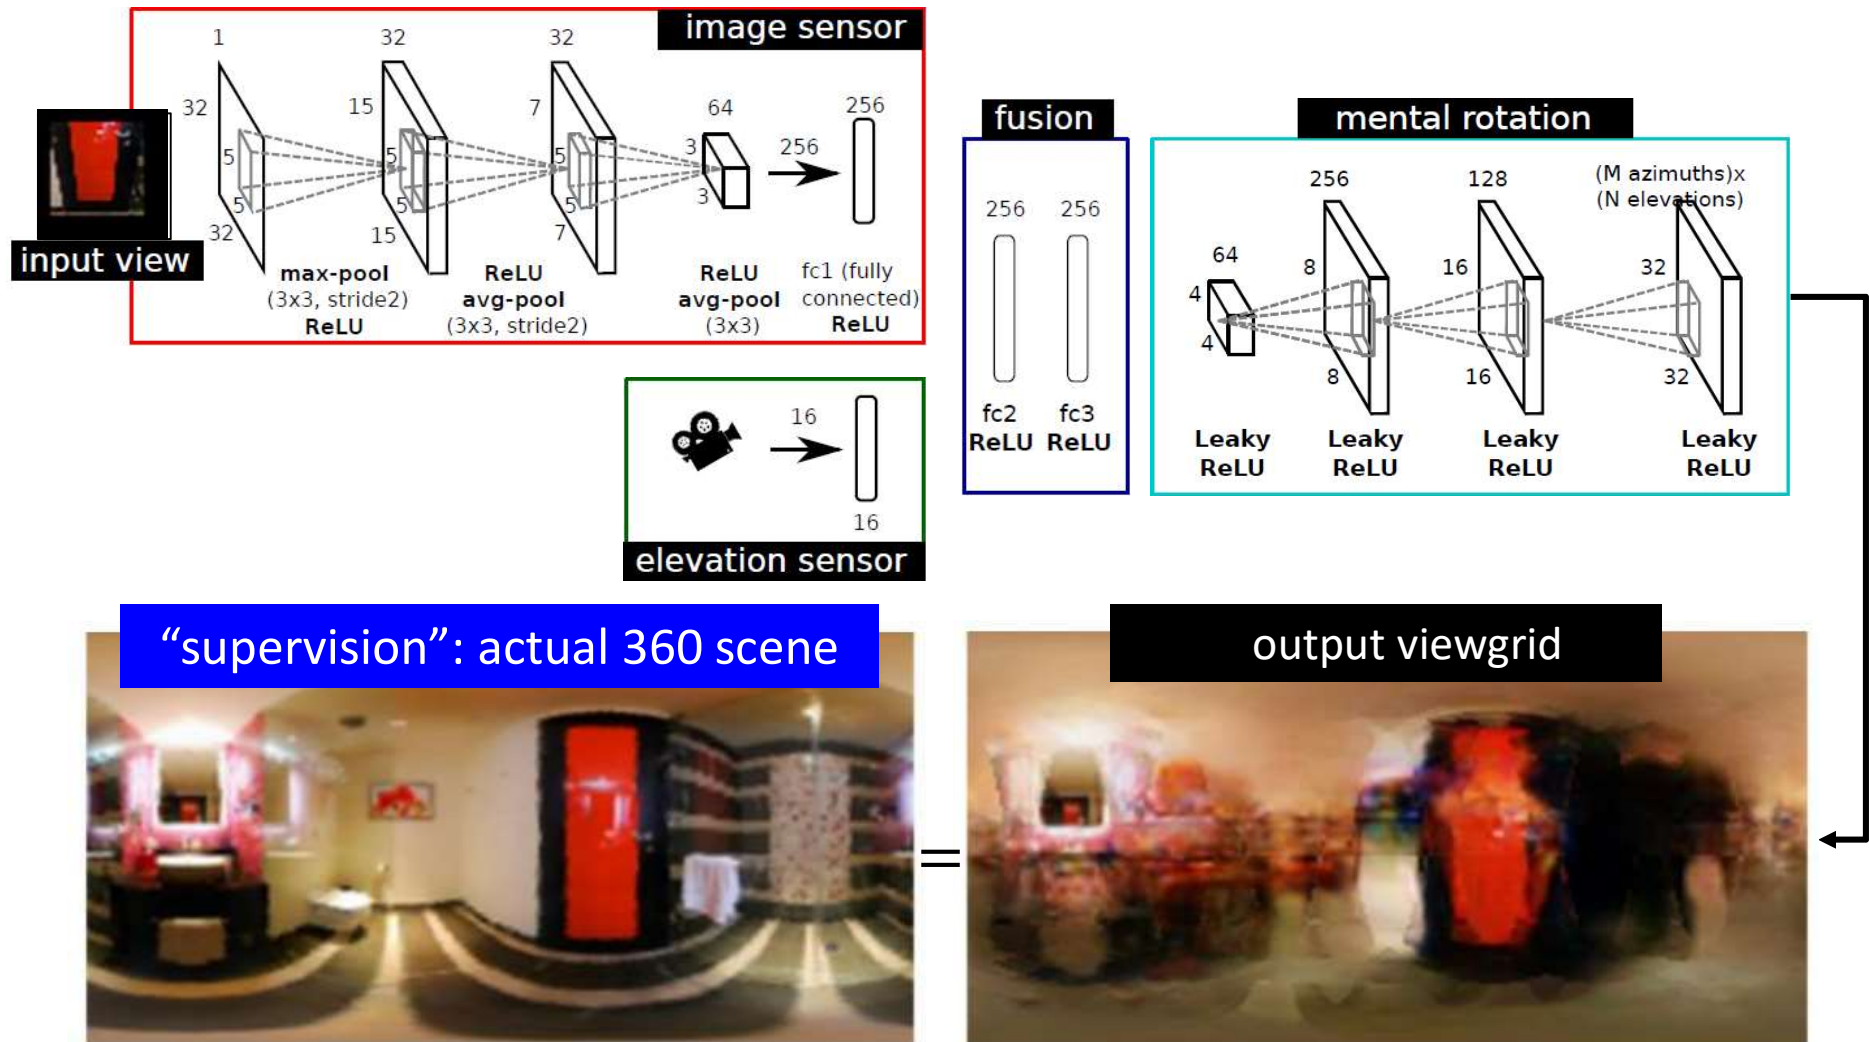 image sensor
1
32
32
32
32
5
5
15
15
5
5
7
7
5
5
64
3
3
256
256
input view
max-pool
(3x3, stride2)
ReLU
ReLU
avg-pool
(3x3, stride2)
ReLU
avg-pool
(3x3)
fc1 (fully
connected)
ReLU
16
16
elevation sensor
fusion
256
256
fc2
ReLU
fc3
ReLU
mental rotation
64
4
4
256
8
8
128
16
16
(M azimuths)x
(N elevations)
32
32
Leaky
ReLU
Leaky
ReLU
Leaky
ReLU
Leaky
ReLU
“supervision”: actual 360 scene
=
output viewgrid